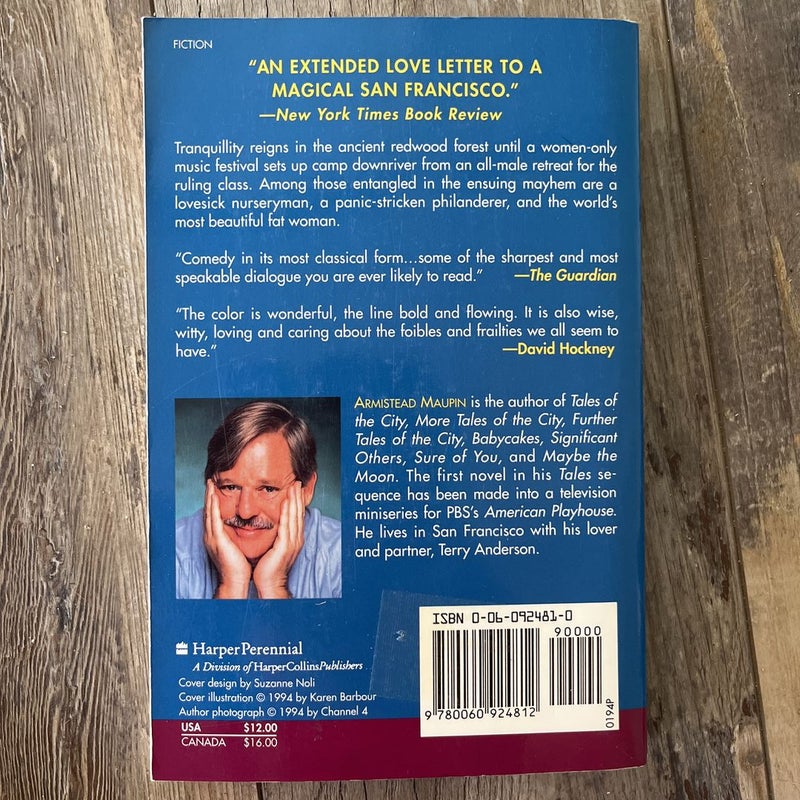 FICTION
“AN EXTENDED LOVE LETTER TO A
MAGICAL SAN FRANCISCO.”
—New York Times Book Review
Tranquillity reigns in the ancient redwood forest until a women-only
music festival sets up camp downriver from an all-male retreat for the
ruling class. Among those entangled in the ensuing mayhem are a
lovesick nurseryman, a panic-stricken philanderer, and the world's
most beautiful fat woman.
“Comedy in its most classical form...some of the sharpest and most
speakable dialogue you are ever likely to read.” —The Guardian
“The color is wonderful, the line bold and flowing. It is also wise,
witty, loving and caring about the foibles and frailties we all seem to
have.” —David Hockney
ARMISTEAD MAUPIN is the author of Tales of
the City, More Tales of the City, Further
Tales of the City, Babycakes, Significant
Others, Sure of You, and Maybe the
Moon. The first novel in his Tales se-
quence has been made into a television
miniseries for PBS's American Playhouse.
He lives in San Francisco with his lover
and partner, Terry Anderson.
HarperPerennial
A Division of HarperCollinsPublishers
Cover design by Suzanne Noli
Cover illustration © 1994 by Karen Barbour
Author photograph © 1994 by Channel 4
USA $12.00
CANADA $16.00
ISBN 0-06-092481-0
90000
9 780060 924812
0194P